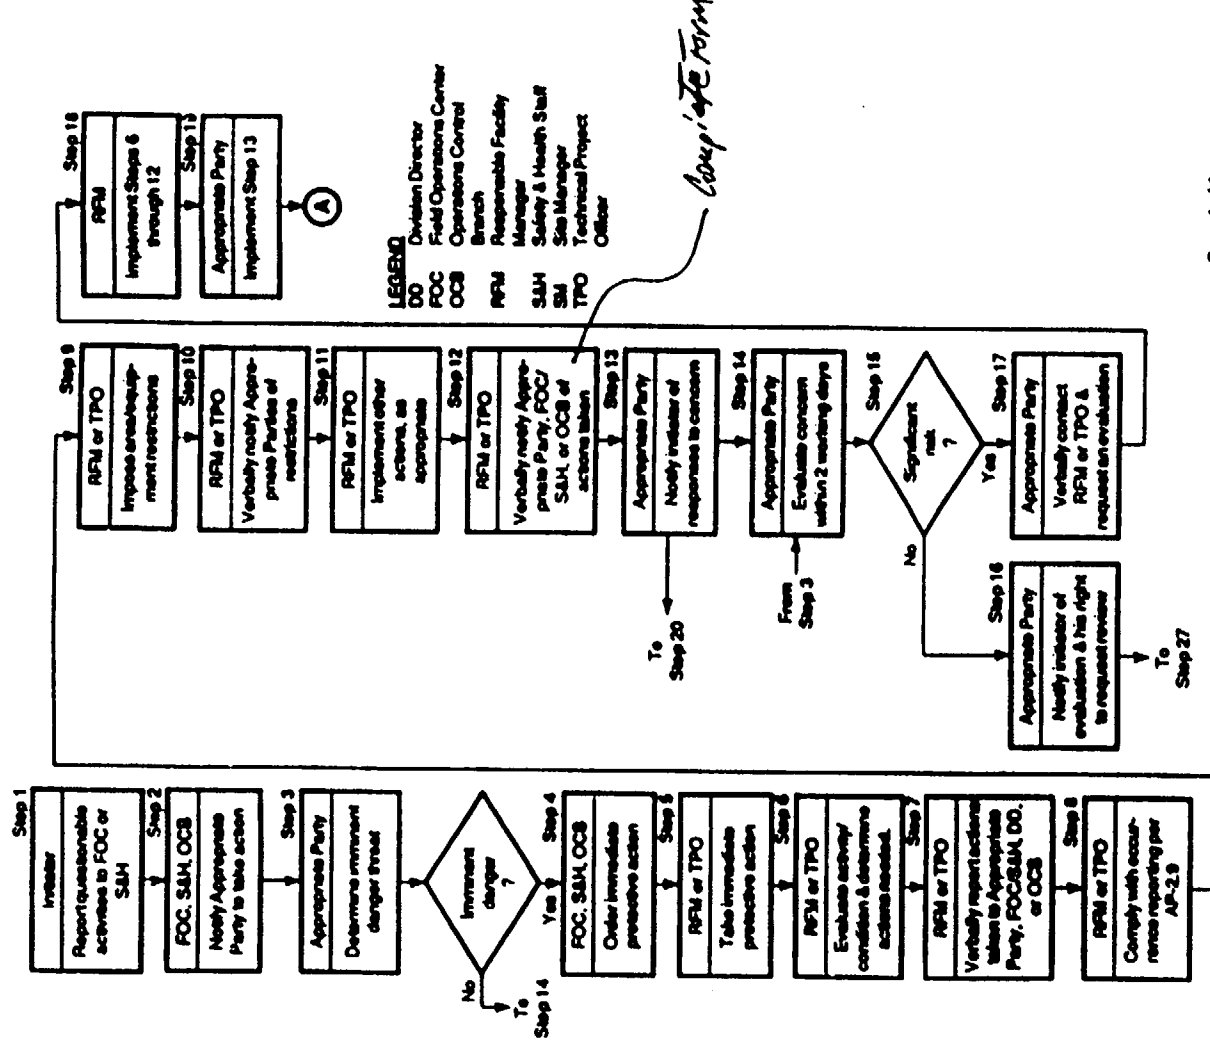 Step 1
Initiator
Report questionable
activities to FOC or
S&H
Step 2
FOC, S&H, OCB
Notify Appropriate
Party to take action
Step 3
Appropriate Party
Determine imminent
danger threat
Imminent
danger
?
No
To
Step 14
Yes
Step 4
FOC, S&H, OCB
Order immediate
protective action
Step 5
RFM or TPO
Take immediate
protective action
Step 6
RFM or TPO
Evaluate activity/
condition & determine
actions needed.
Step 7
RFM or TPO
Verbally report actions
taken to Appropriate
Party, FOC/S&H, DD,
or OCB
Step 8
RFM or TPO
Comply with occur-
rence reporting per
AP-2.9
Step 9
RFM or TPO
Impose area/equip-
ment restrictions
Step 10
RFM or TPO
Verbally notify Appro-
priate Parties of
restrictions
Step 11
RFM or TPO
Implement other
actions, as
appropriate
Step 12
RFM or TPO
Verbally notify Appro-
priate Party, FOC/
S&H, or OCB of
actions taken
Complete Form
Step 13
Appropriate Party
Notify initiator of
response to concern
To
Step 20
Step 14
Appropriate Party
Evaluate concern
within 2 working days
From
Step 3
Step 15
Significant
risk
?
No
Yes
Step 16
Appropriate Party
Notify initiator of
evaluation & his right
to request review
To
Step 27
Step 17
Appropriate Party
Verbally contact
RFM or TPO &
request an evaluation
Step 18
RFM
Implement Steps 6
through 12
Step 19
Appropriate Party
Implement Step 13
A
LEGEND
DD Division Director
FOC Field Operations Center
OCB Operations Control
Branch
RFM Responsible Facility
Manager
S&H Safety & Health Staff
SM Site Manager
TPO Technical Project
Officer